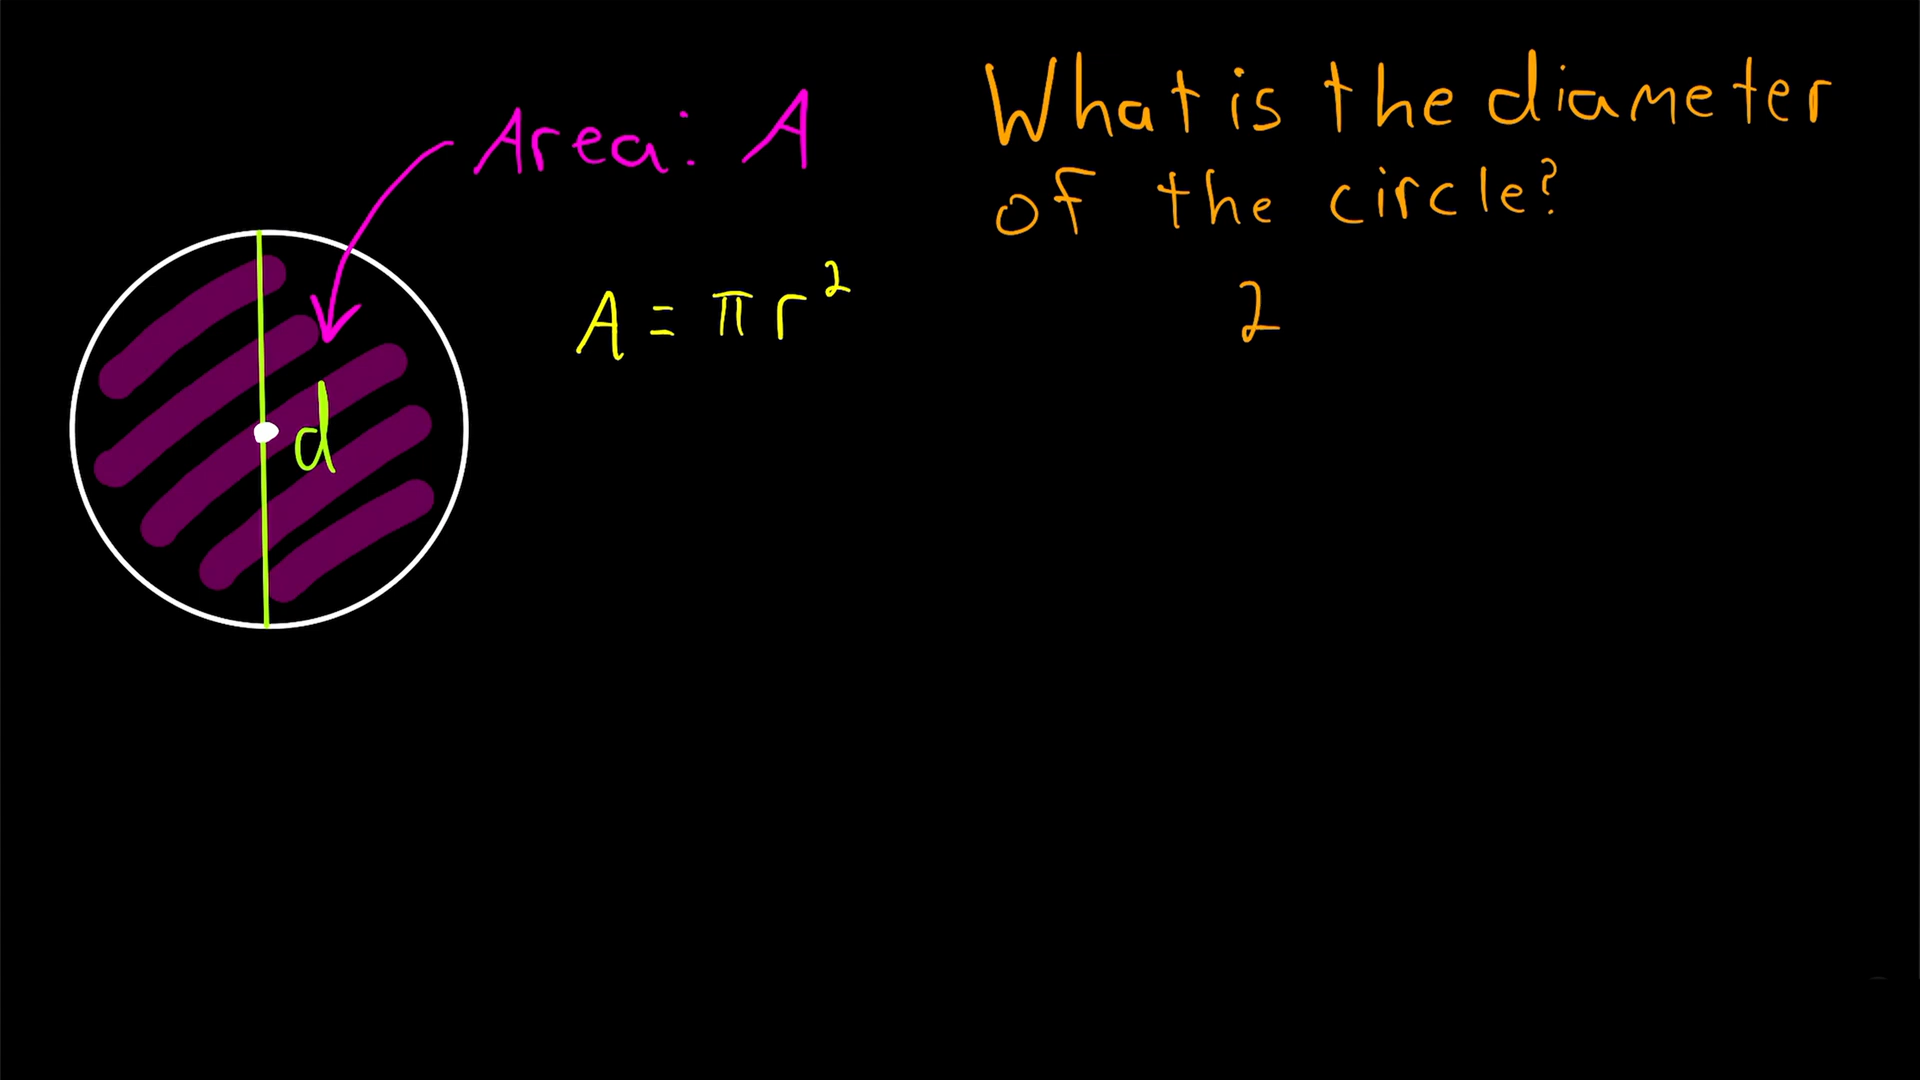 Area: A
What is the diameter
of the circle?
A = πr²
2
d